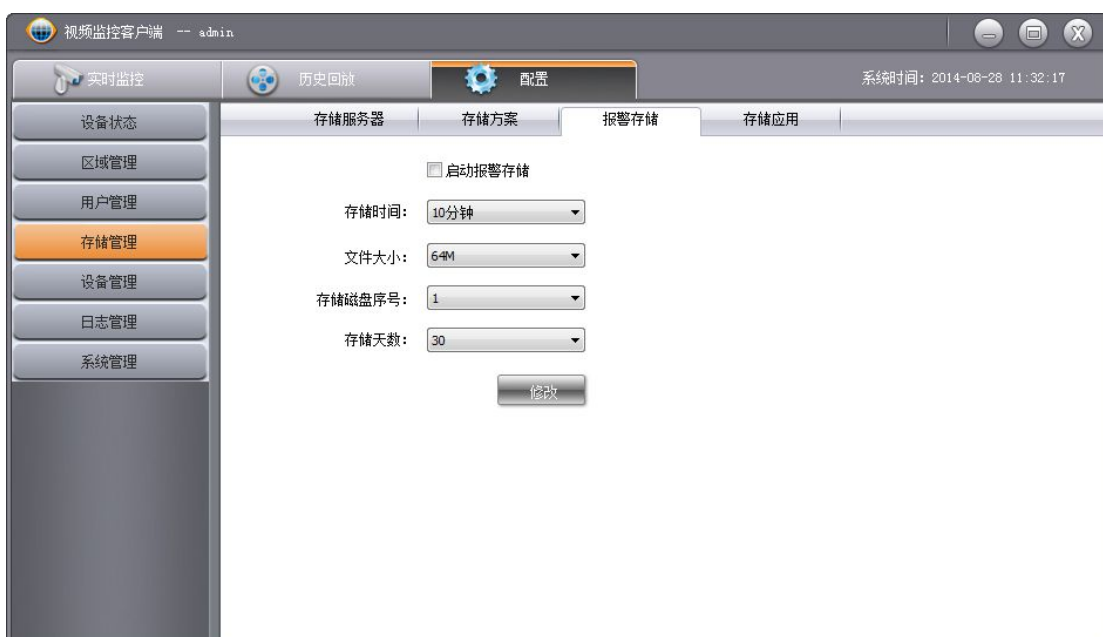 视频监控客户端 -- admin
实时监控 历史回放 配置 系统时间：2014-08-28 11:32:17
设备状态 存储服务器 存储方案 报警存储 存储应用
区域管理 启动报警存储
用户管理 存储时间： 10分钟
存储管理 文件大小： 64M
设备管理 存储磁盘序号： 1
日志管理 存储天数： 30
系统管理
修改